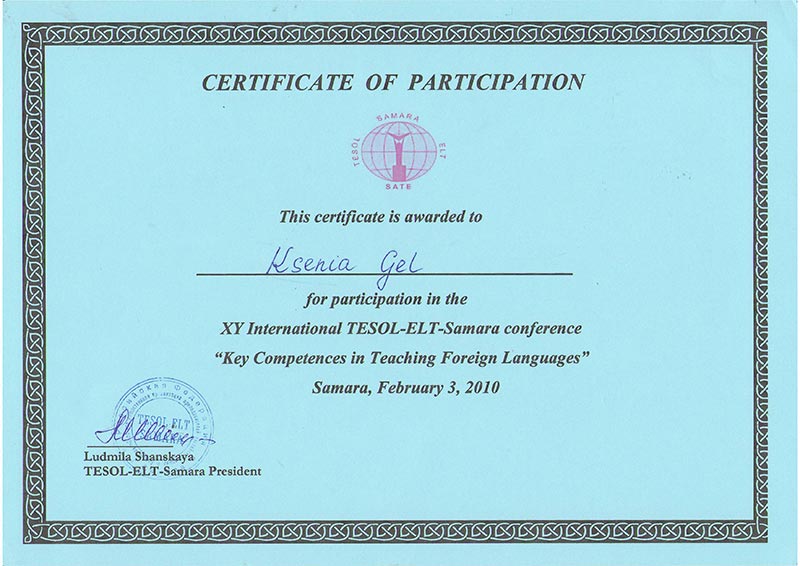 CERTIFICATE OF PARTICIPATION
TESOL SAMARA ELT
SATE
This certificate is awarded to
Ksenia Gel
for participation in the
XY International TESOL-ELT-Samara conference
“Key Competences in Teaching Foreign Languages”
Samara, February 3, 2010
TESOL ELT
Ludmila Shanskaya
TESOL-ELT-Samara President